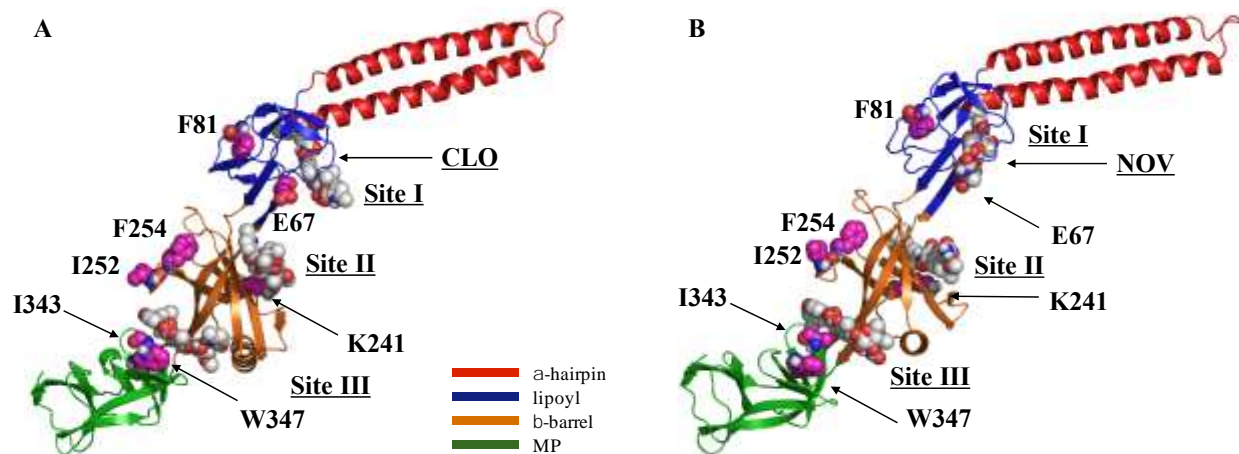 A
F81
CLO
Site I
E67
F254
I252
Site II
I343
K241
Site III
W347
a-hairpin
lipoyl
b-barrel
MP
B
F81
Site I
NOV
E67
F254
I252
Site II
I343
K241
Site III
W347